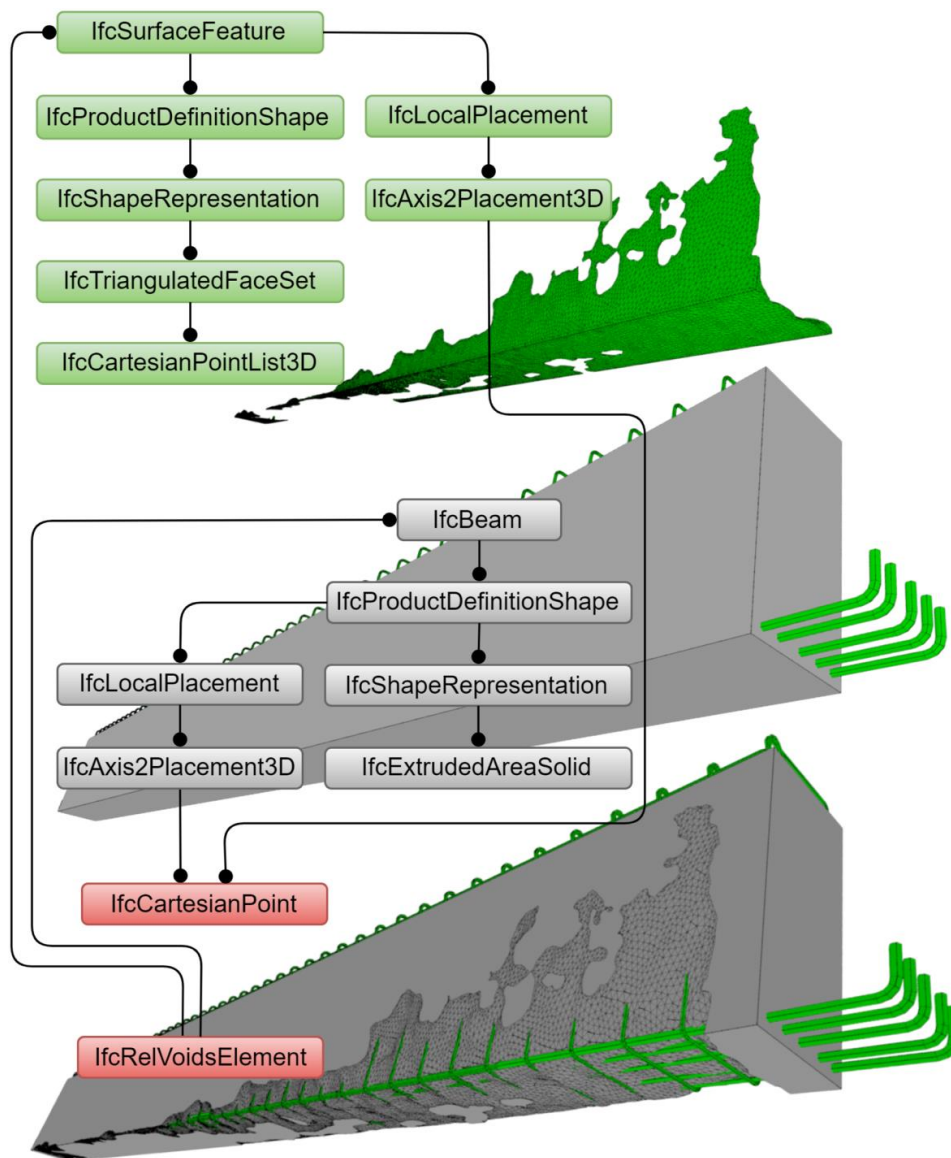 IfcSurfaceFeature
IfcProductDefinitionShape
IfcLocalPlacement
IfcShapeRepresentation
IfcAxis2Placement3D
IfcTriangulatedFaceSet
IfcCartesianPointList3D
IfcBeam
IfcProductDefinitionShape
IfcLocalPlacement
IfcShapeRepresentation
IfcAxis2Placement3D
IfcExtrudedAreaSolid
IfcCartesianPoint
IfcRelVoidsElement